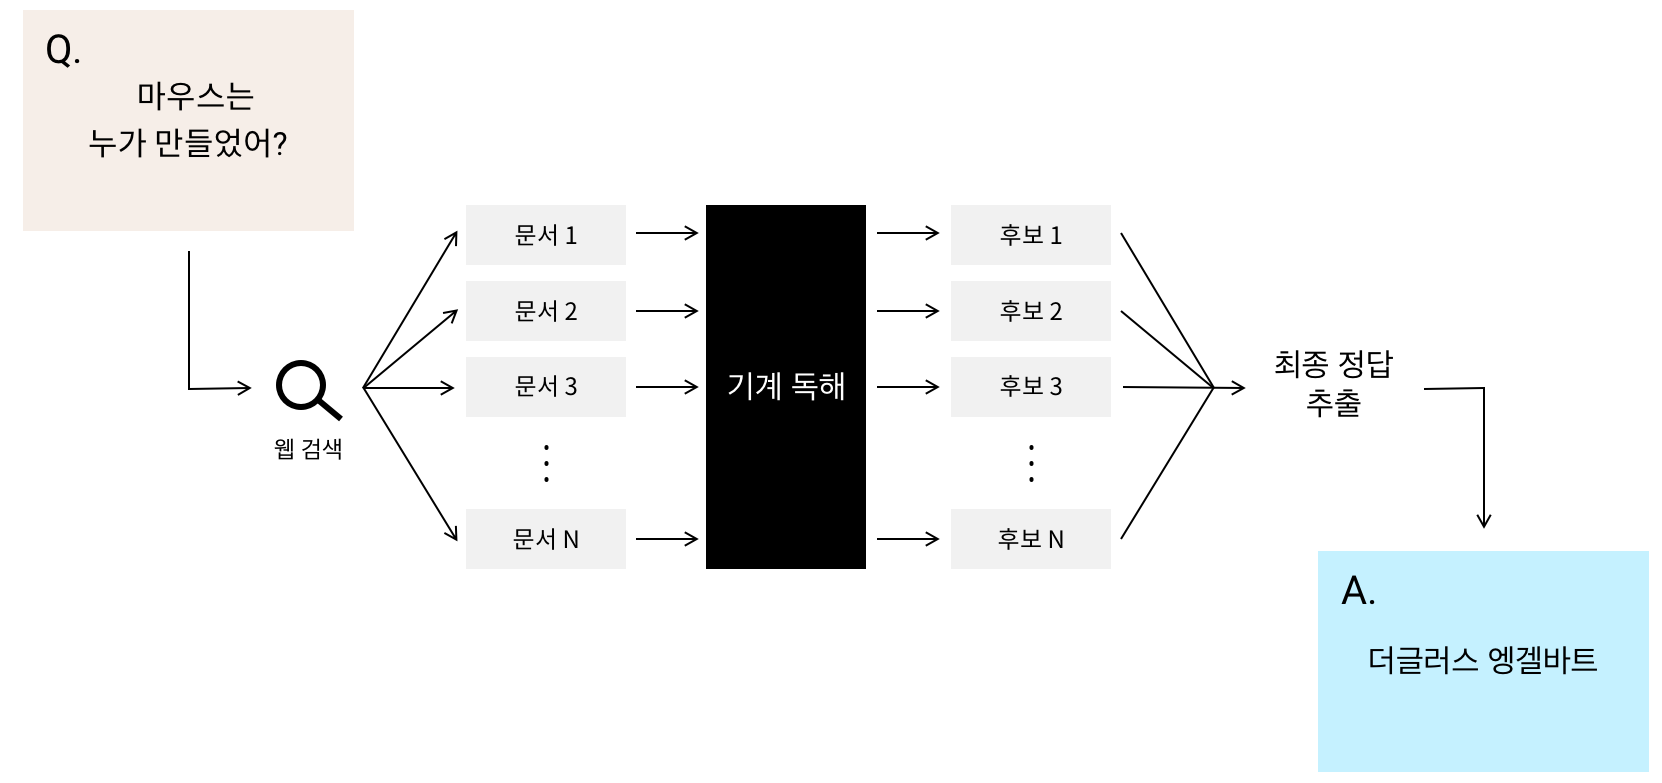 Q.
마우스는
누가 만들었어?
웹 검색
문서 1
문서 2
문서 3
문서 N
기계 독해
후보 1
후보 2
후보 3
후보 N
최종 정답
추출
A.
더글러스 엥겔바트